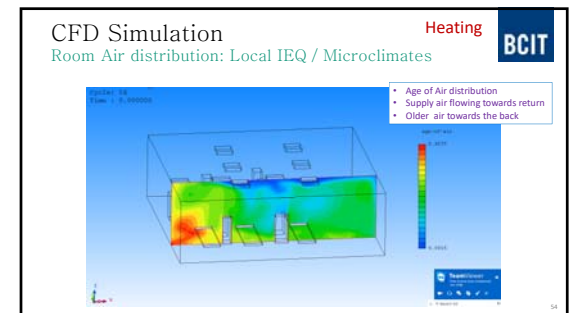 CFD Simulation
Heating
BCIT
Room Air distribution: Local IEQ / Microclimates
• Age of Air distribution
• Supply air flowing towards return
• Older air towards the back
TeamViewer
54